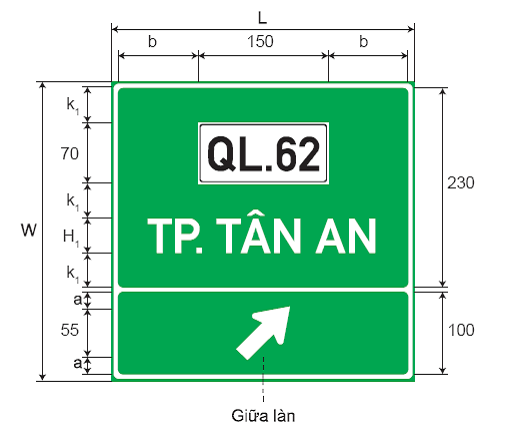 L
b 150 b
k1
70
k1
H1
k1
a
55
a
W
QL.62
TP. TÂN AN
230
100
Giữa làn